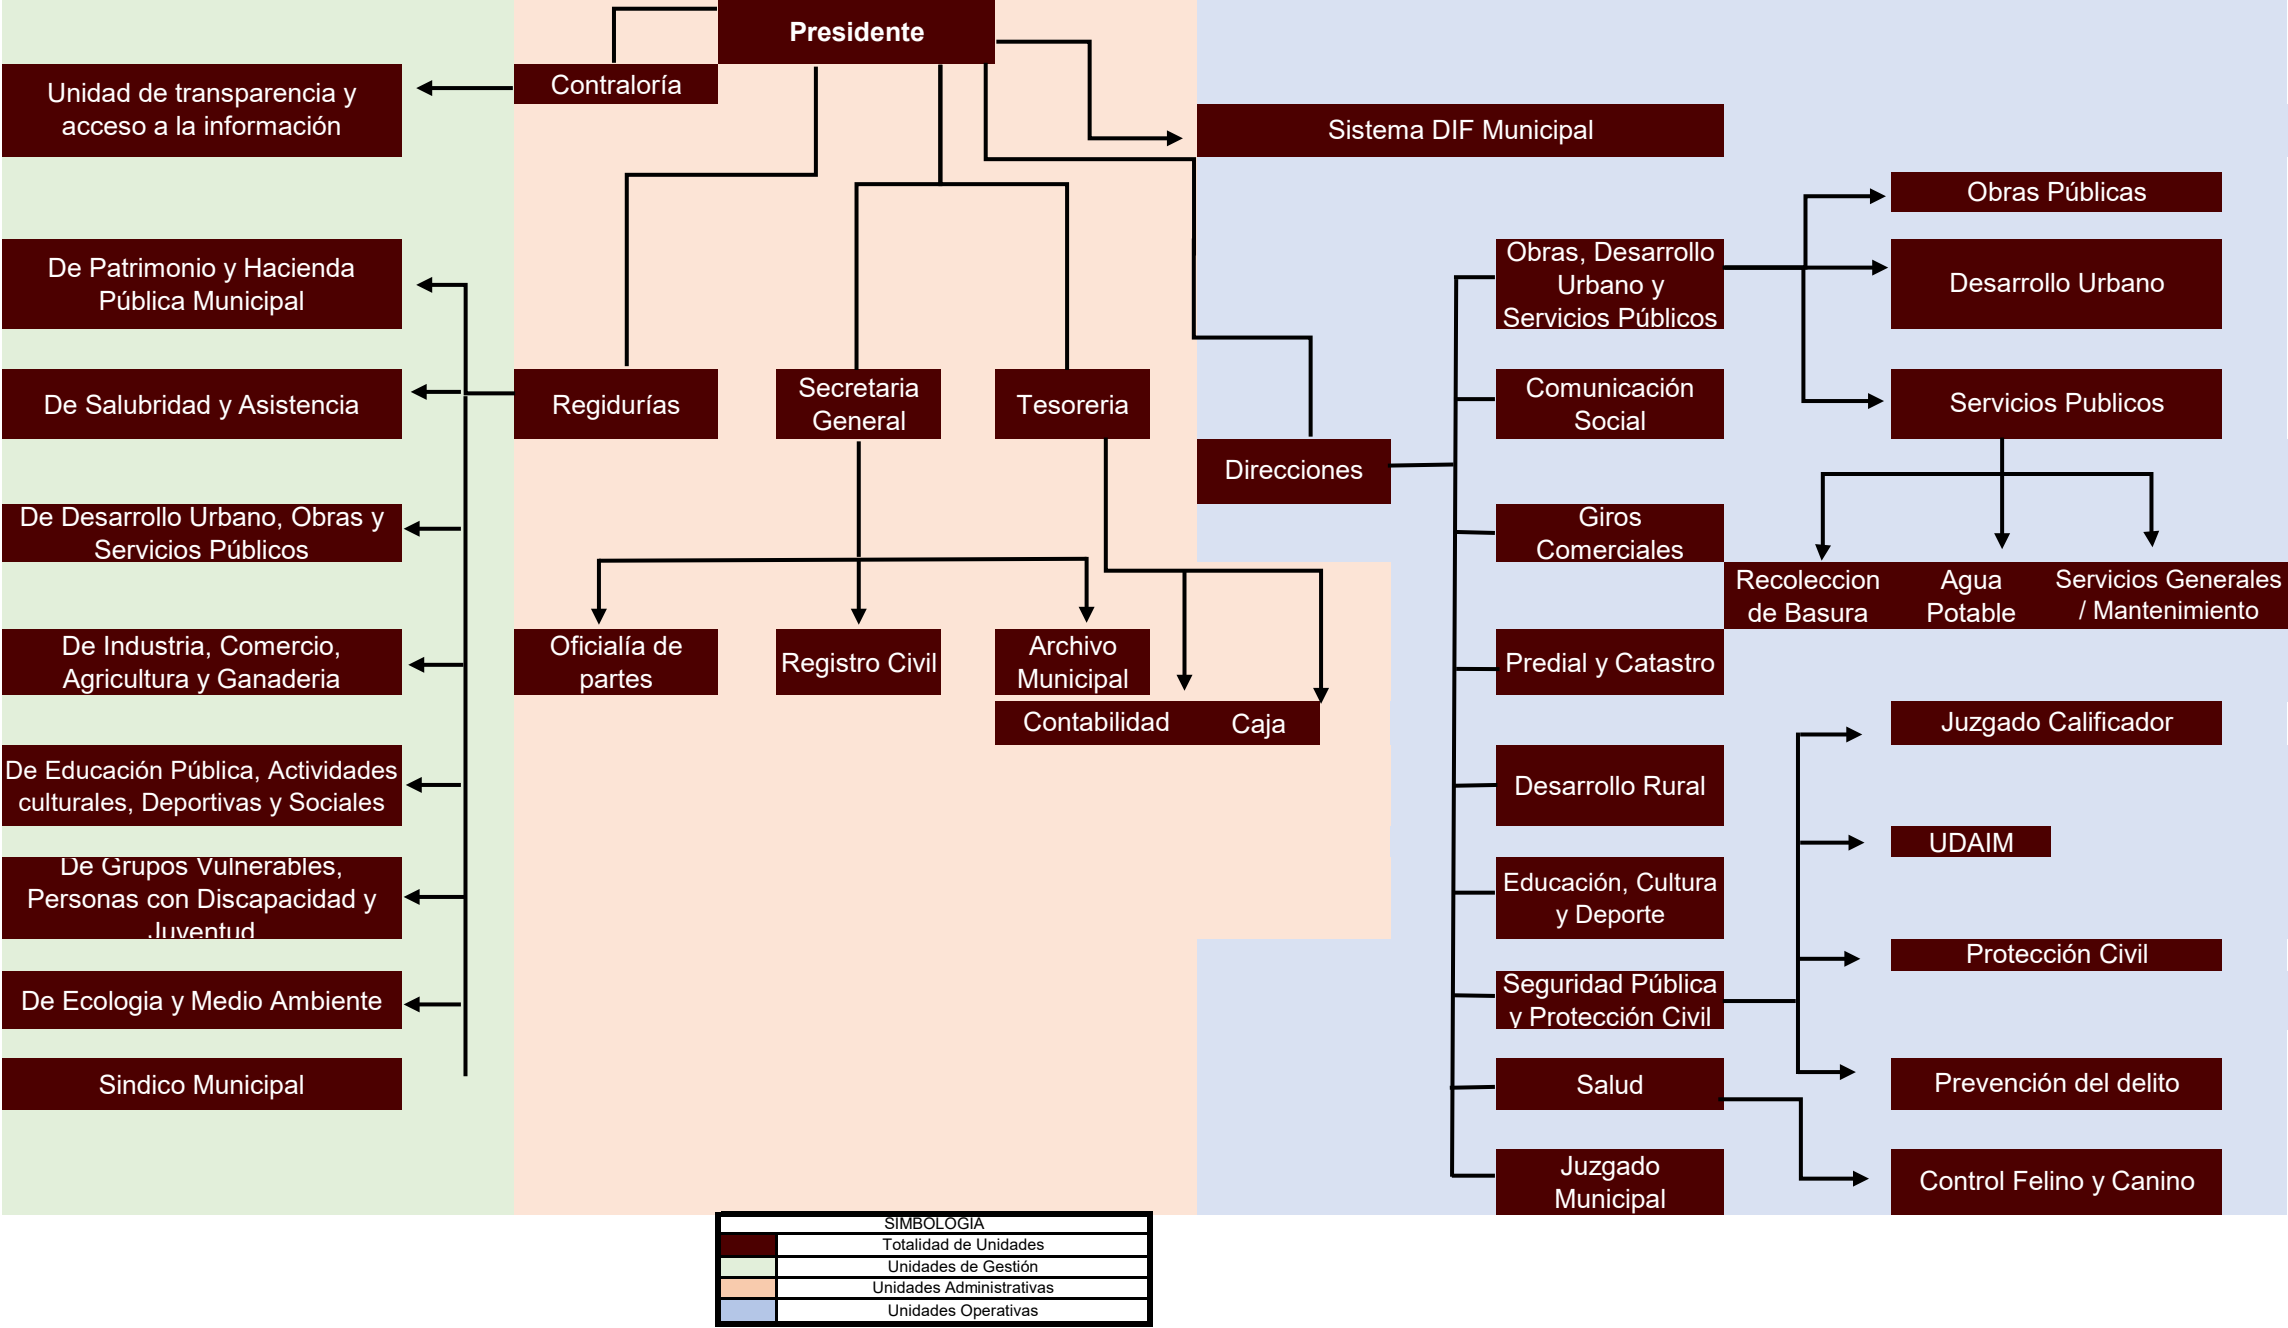 Presidente
Contraloría
Unidad de transparencia y
acceso a la información
Sistema DIF Municipal
Obras Públicas
De Patrimonio y Hacienda
Pública Municipal
Obras, Desarrollo
Urbano y
Servicios Públicos
Desarrollo Urbano
De Salubridad y Asistencia
Regidurías
Secretaria
General
Tesoreria
Comunicación
Social
Servicios Publicos
Direcciones
De Desarrollo Urbano, Obras y
Servicios Públicos
Giros
Comerciales
Recoleccion
de Basura
Agua
Potable
Servicios Generales
/ Mantenimiento
De Industria, Comercio,
Agricultura y Ganaderia
Oficialía de
partes
Registro Civil
Archivo
Municipal
Predial y Catastro
Contabilidad
Caja
Juzgado Calificador
De Educación Pública, Actividades
culturales, Deportivas y Sociales
Desarrollo Rural
UDAIM
De Grupos Vulnerables,
Personas con Discapacidad y
Juventud
Educación, Cultura
y Deporte
Protección Civil
De Ecologia y Medio Ambiente
Seguridad Pública
y Protección Civil
Sindico Municipal
Salud
Prevención del delito
Juzgado
Municipal
Control Felino y Canino
SIMBOLOGIA
Totalidad de Unidades
Unidades de Gestión
Unidades Administrativas
Unidades Operativas